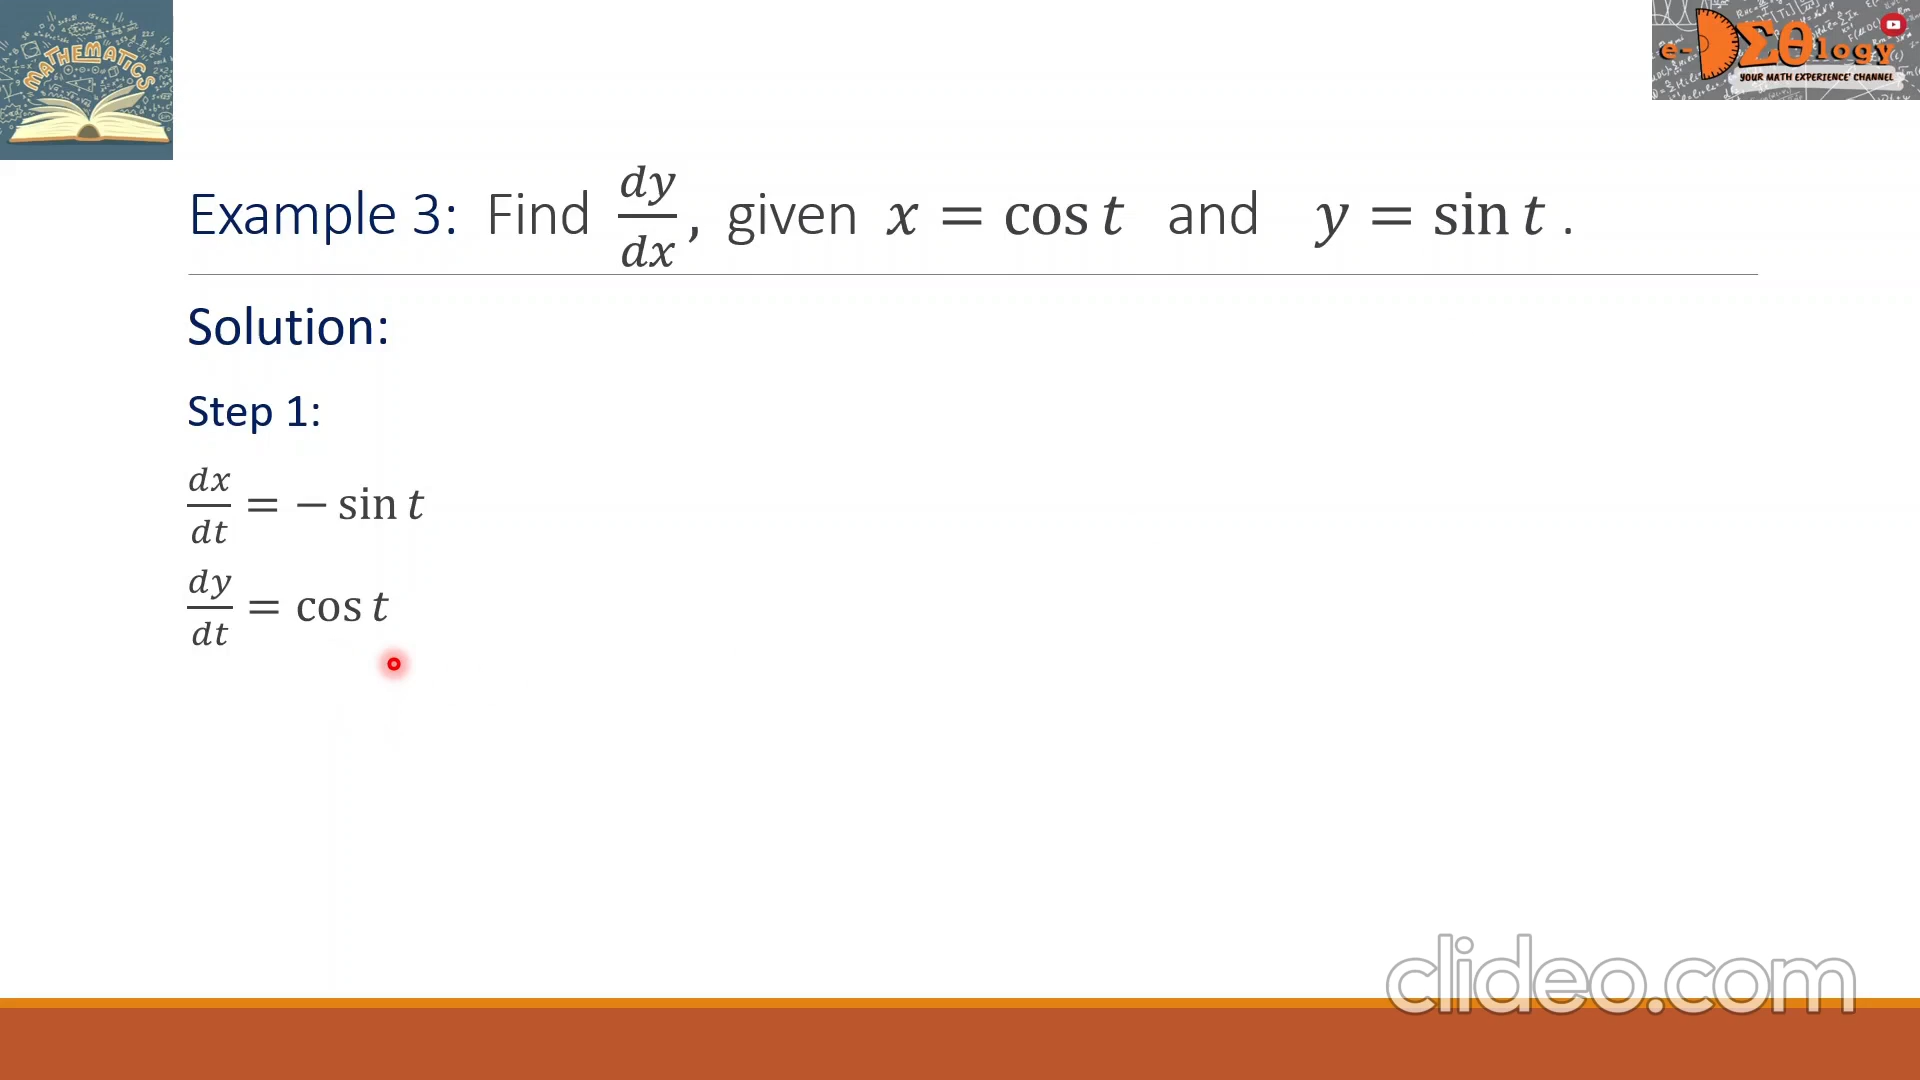 MATHEMATICS
e-DΣθlogy
YOUR MATH EXPERIENCE' CHANNEL
Example 3: Find dy/dx, given x = cos t and y = sin t .
Solution:
Step 1:
dx/dt = − sin t
dy/dt = cos t
clideo.com